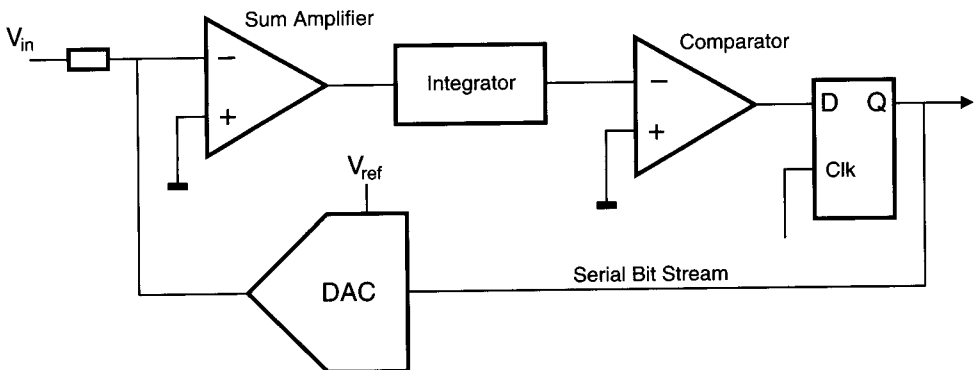 Sum Amplifier
Vin
Comparator
−
+
Integrator
−
+
D Q
Clk
Vref
DAC
Serial Bit Stream